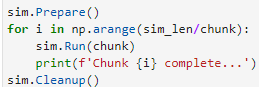 sim.Prepare()
for i in np.arange(sim_len/chunk):
    sim.Run(chunk)
    print(f'Chunk {i} complete...')
sim.Cleanup()